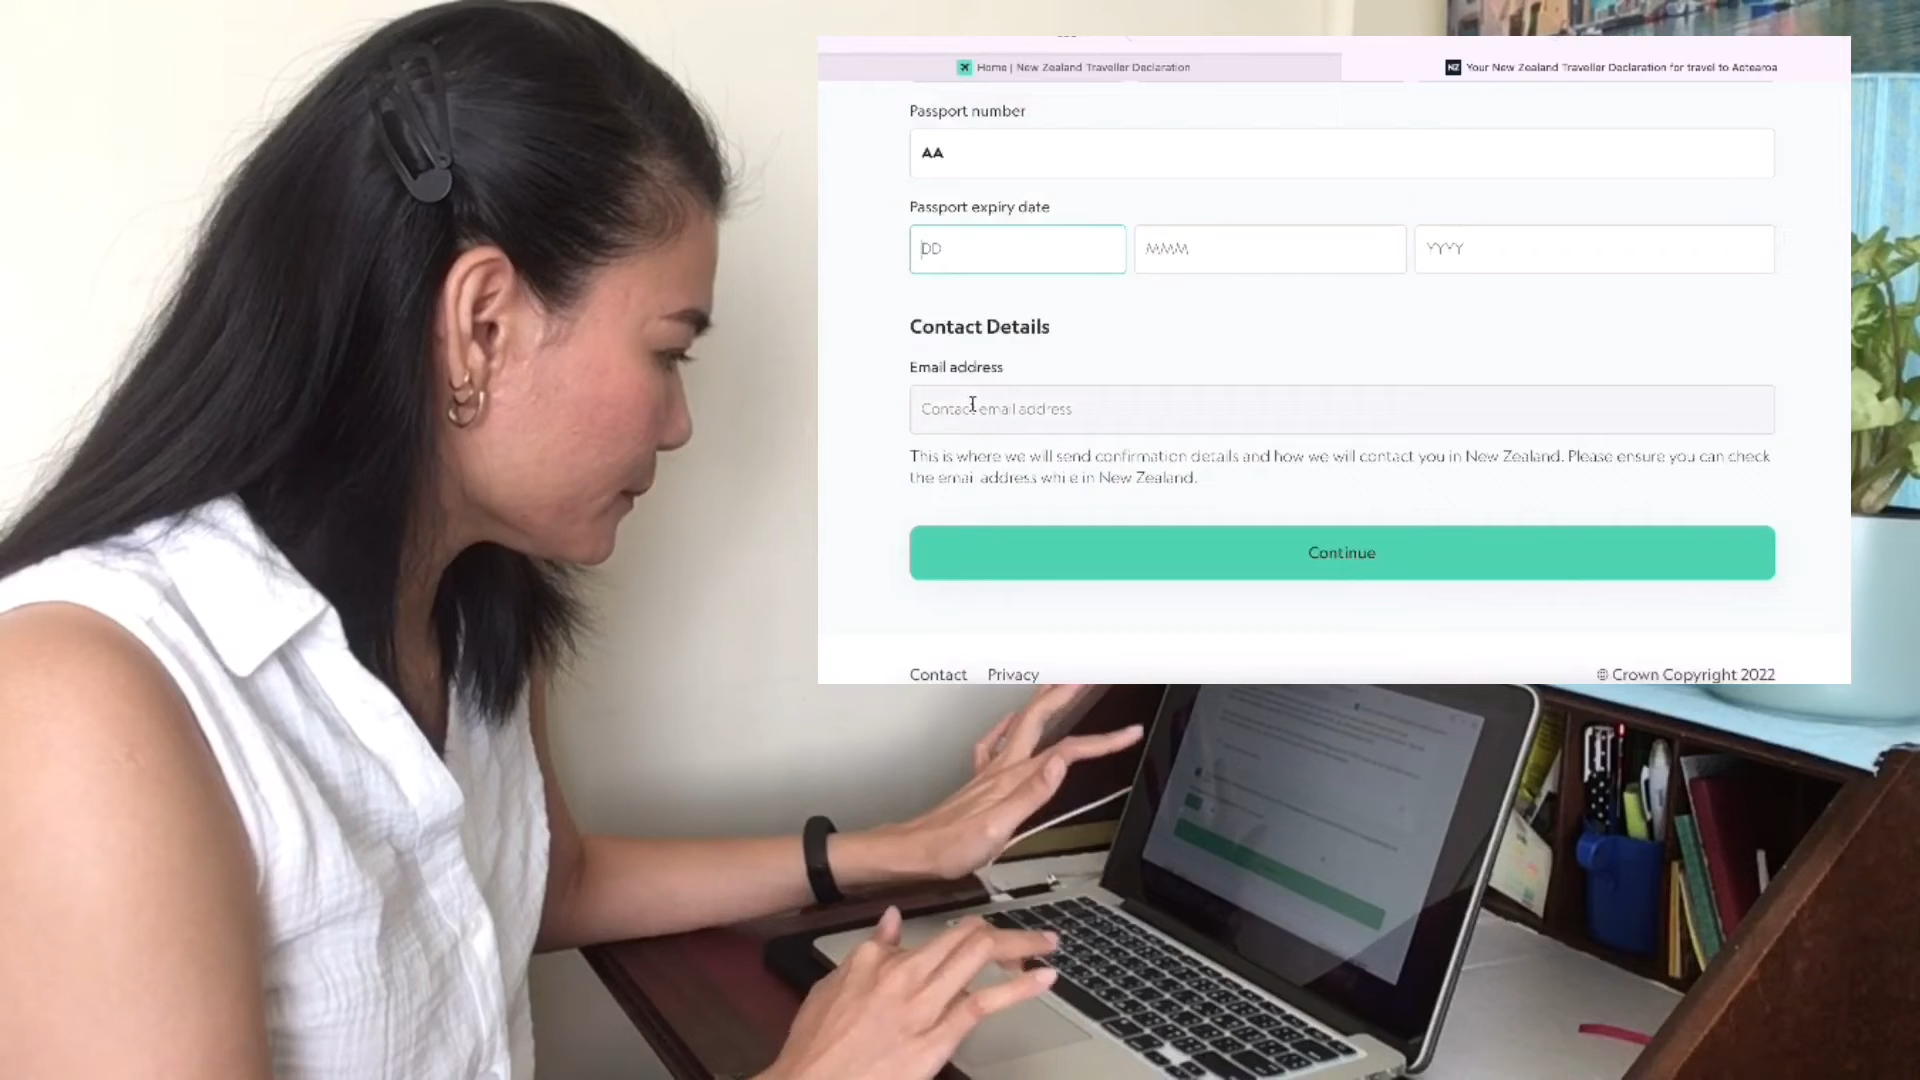 Home | New Zealand Traveller Declaration
NZ Your New Zealand Traveller Declaration for travel to Aotearoa
Passport number
AA
Passport expiry date
DD MMM YYYY
Contact Details
Email address
Contact email address
This is where we will send confirmation details and how we will contact you in New Zealand. Please ensure you can check
the email address while in New Zealand.
Continue
Contact Privacy
© Crown Copyright 2022